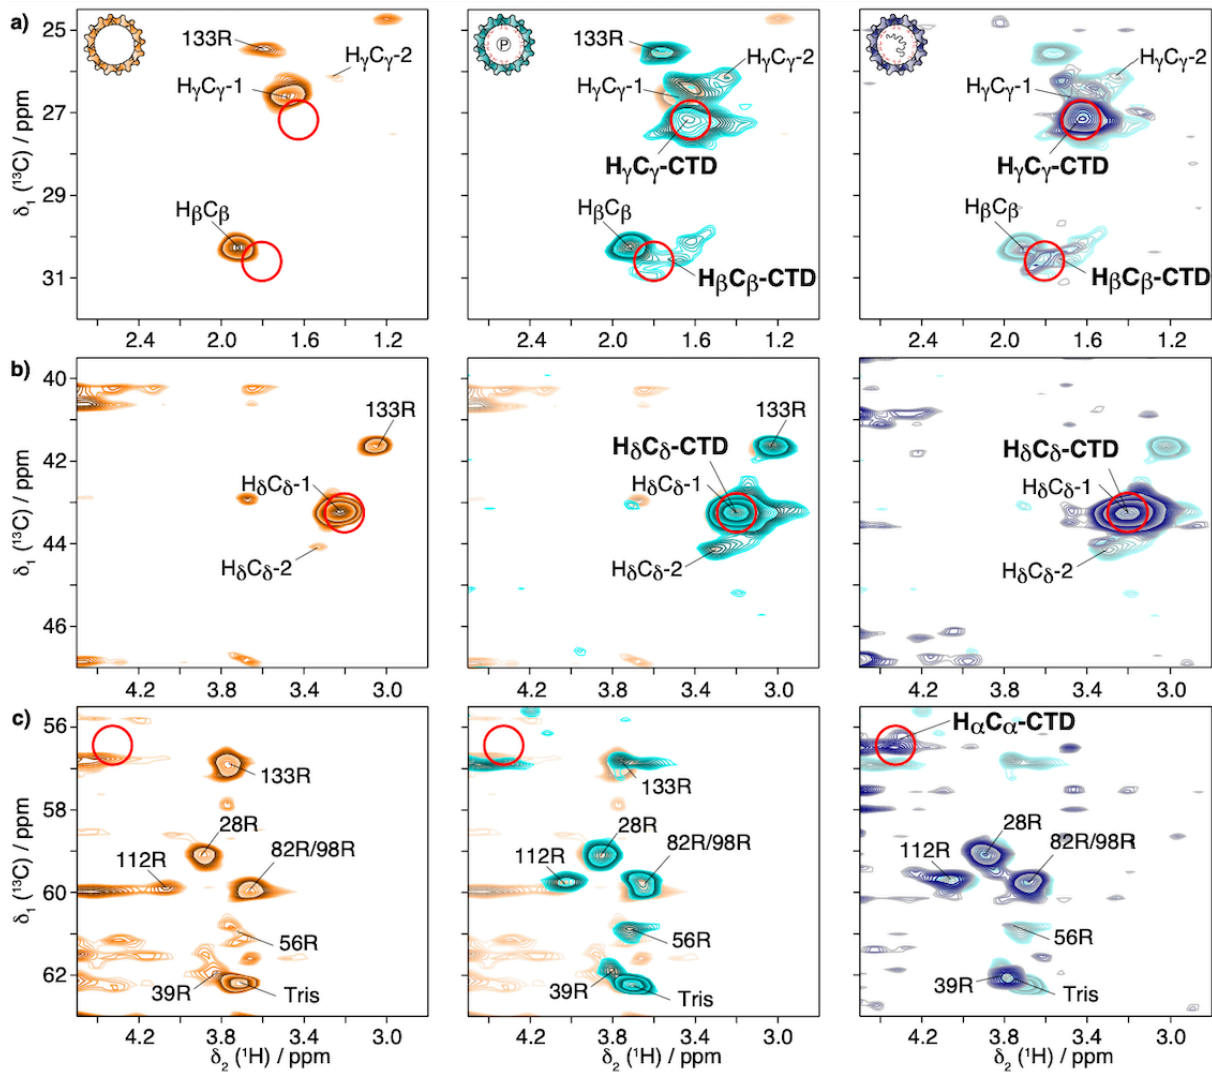 a)
25
27
29
31
δ₁ (¹³C) / ppm
133R
HγCγ-2
HγCγ-1
HβCβ
2.4 2.0 1.6 1.2
P
133R
HγCγ-2
HγCγ-1
HγCγ-CTD
HβCβ
HβCβ-CTD
2.4 2.0 1.6 1.2
HγCγ-2
HγCγ-1
HγCγ-CTD
HβCβ
HβCβ-CTD
2.4 2.0 1.6 1.2
b)
40
42
44
46
δ₁ (¹³C) / ppm
133R
HδCδ-1
HδCδ-2
4.2 3.8 3.4 3.0
133R
HδCδ-CTD
HδCδ-1
HδCδ-2
4.2 3.8 3.4 3.0
HδCδ-CTD
HδCδ-1
HδCδ-2
4.2 3.8 3.4 3.0
c)
56
58
60
62
δ₁ (¹³C) / ppm
133R
28R
112R
82R/98R
56R
39R
Tris
4.2 3.8 3.4 3.0
δ₂ (¹H) / ppm
133R
28R
112R
82R/98R
56R
39R
Tris
4.2 3.8 3.4 3.0
δ₂ (¹H) / ppm
HαCα-CTD
28R
112R
82R/98R
56R
39R
Tris
4.2 3.8 3.4 3.0
δ₂ (¹H) / ppm